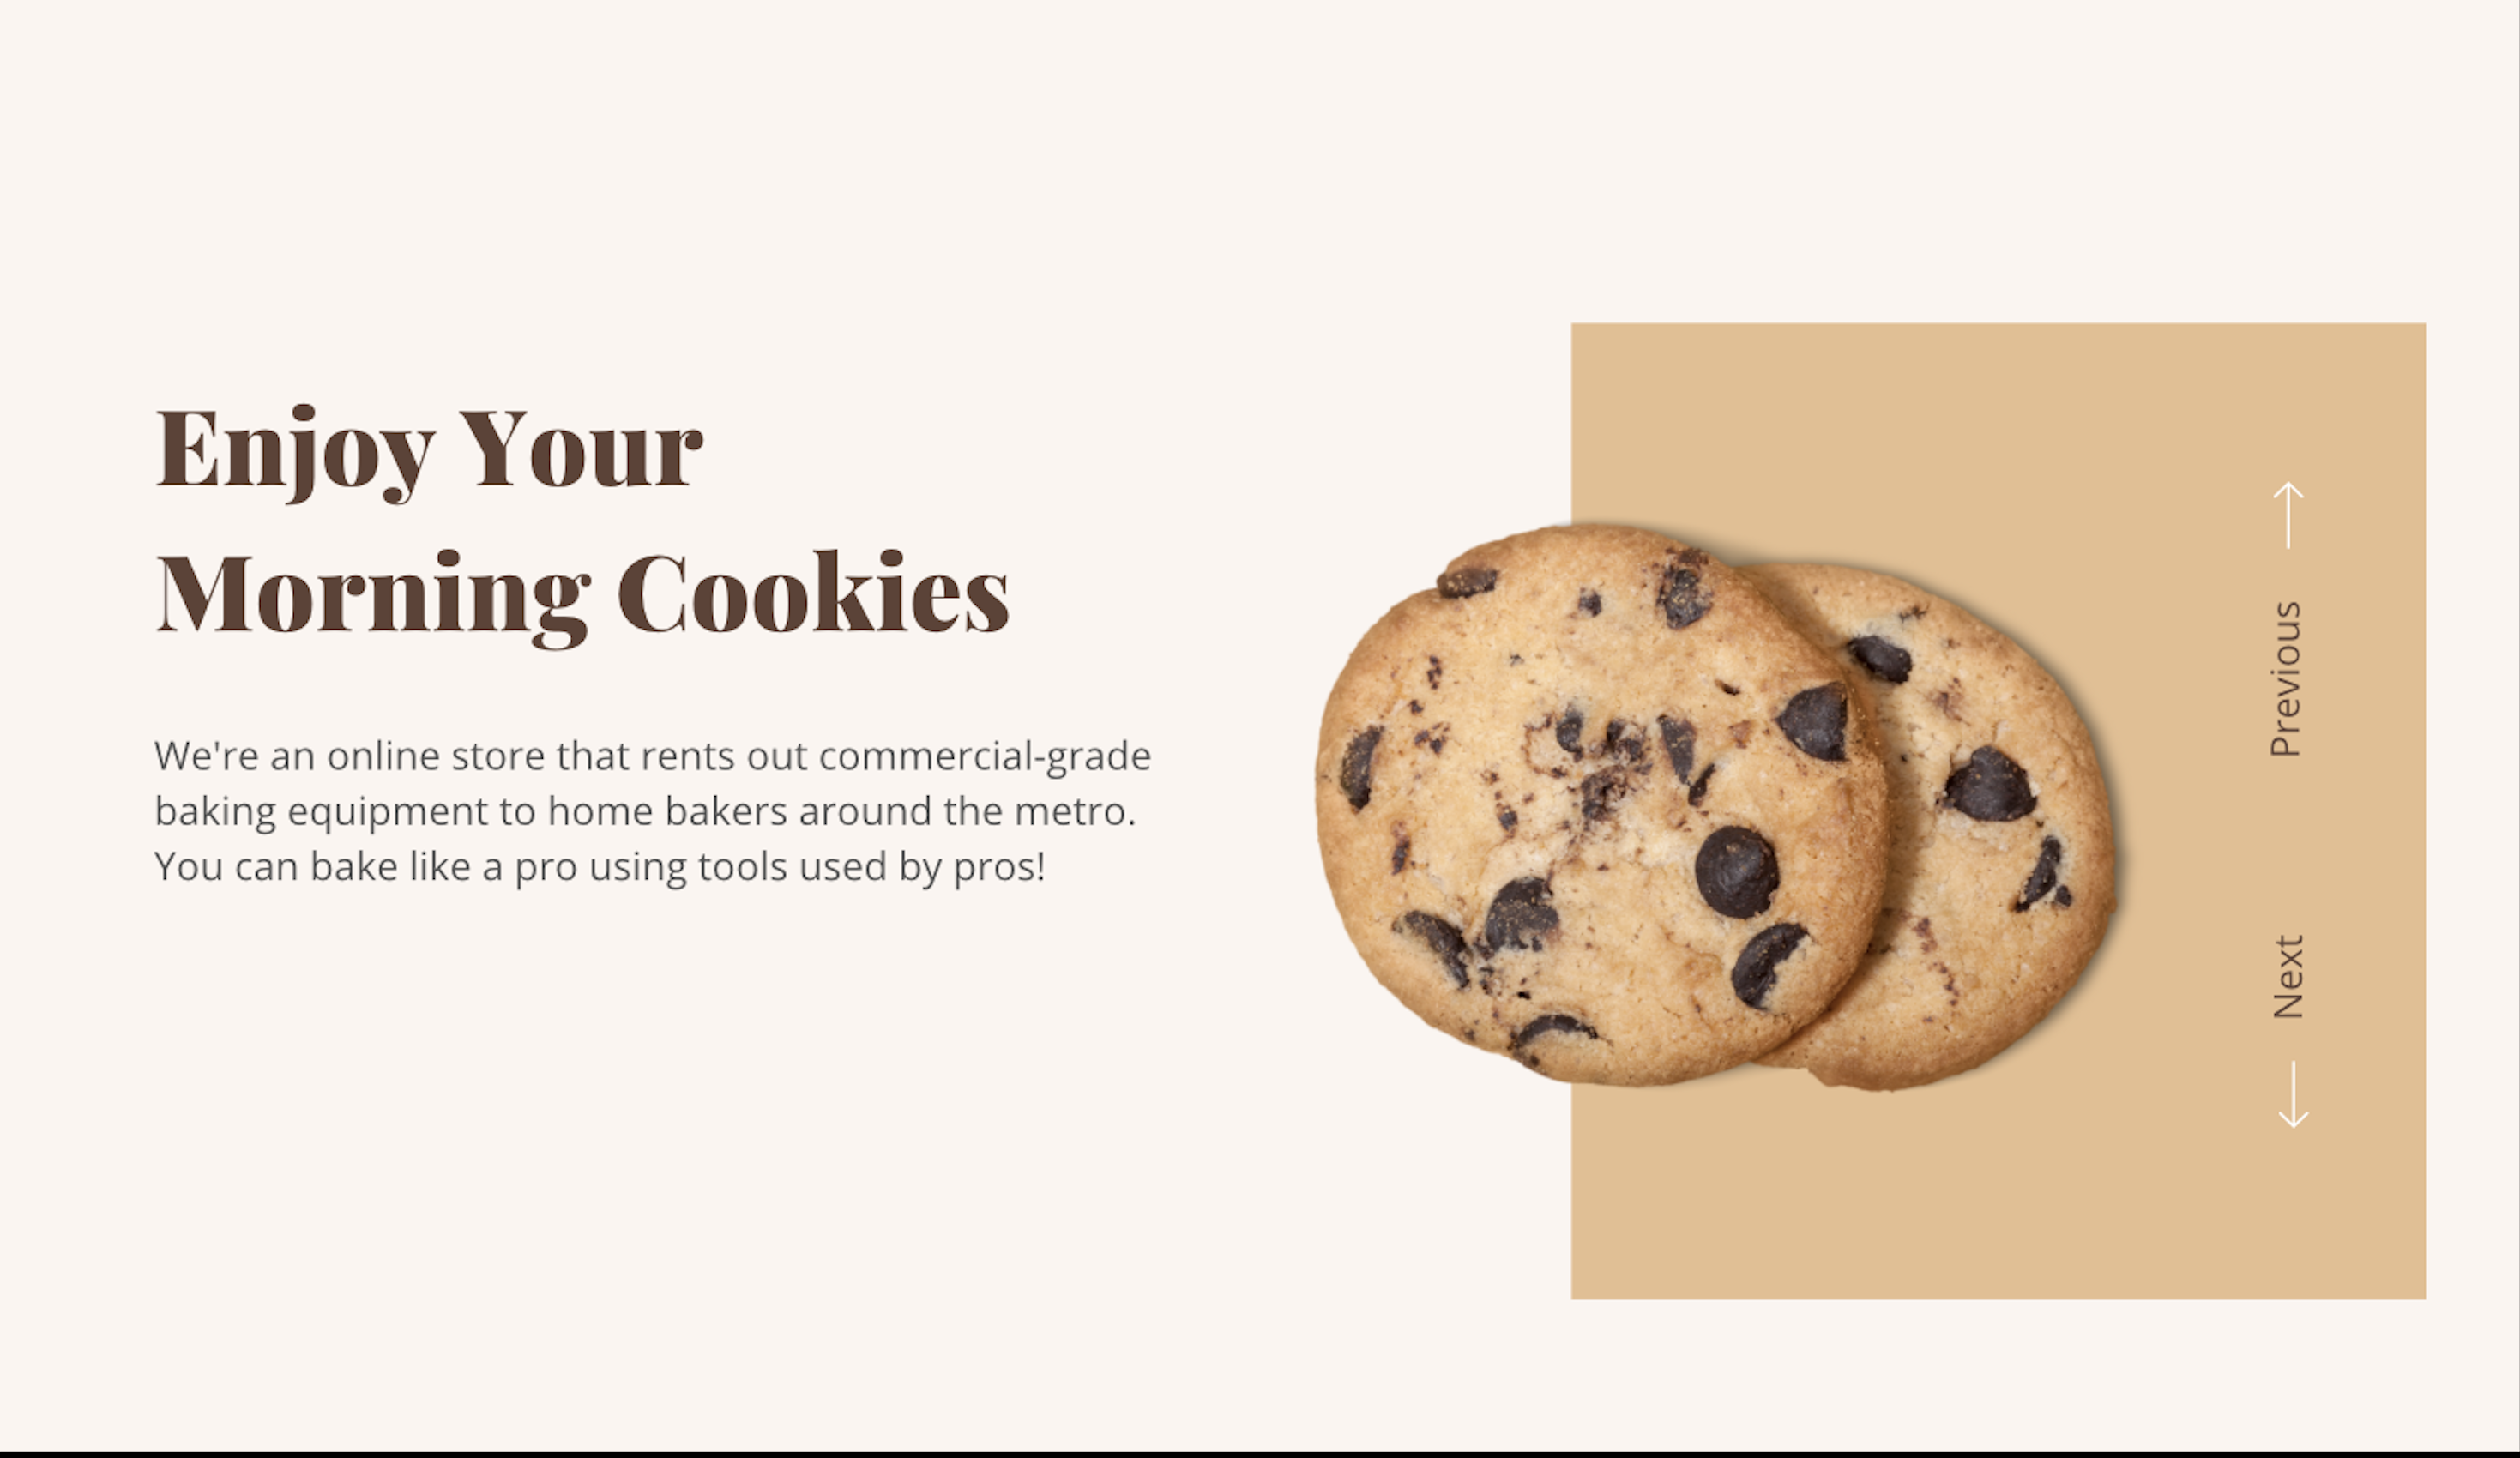 Enjoy Your
Morning Cookies
We're an online store that rents out commercial-grade
baking equipment to home bakers around the metro.
You can bake like a pro using tools used by pros!
Previous
Next